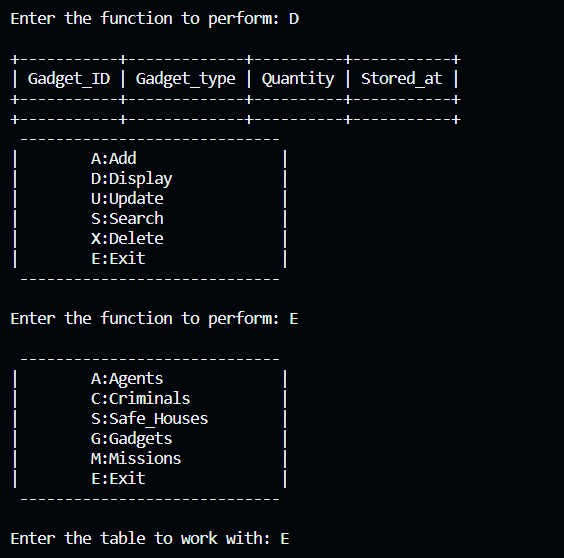 Enter the function to perform: D
+-----------+-------------+----------+-----------+
| Gadget_ID | Gadget_type | Quantity | Stored_at |
+-----------+-------------+----------+-----------+
+-----------+-------------+----------+-----------+
 -----------------------------
|        A:Add                |
|        D:Display            |
|        U:Update             |
|        S:Search             |
|        X:Delete             |
|        E:Exit               |
 -----------------------------
Enter the function to perform: E
 -----------------------------
|        A:Agents             |
|        C:Criminals          |
|        S:Safe_Houses        |
|        G:Gadgets            |
|        M:Missions           |
|        E:Exit               |
 -----------------------------
Enter the table to work with: E